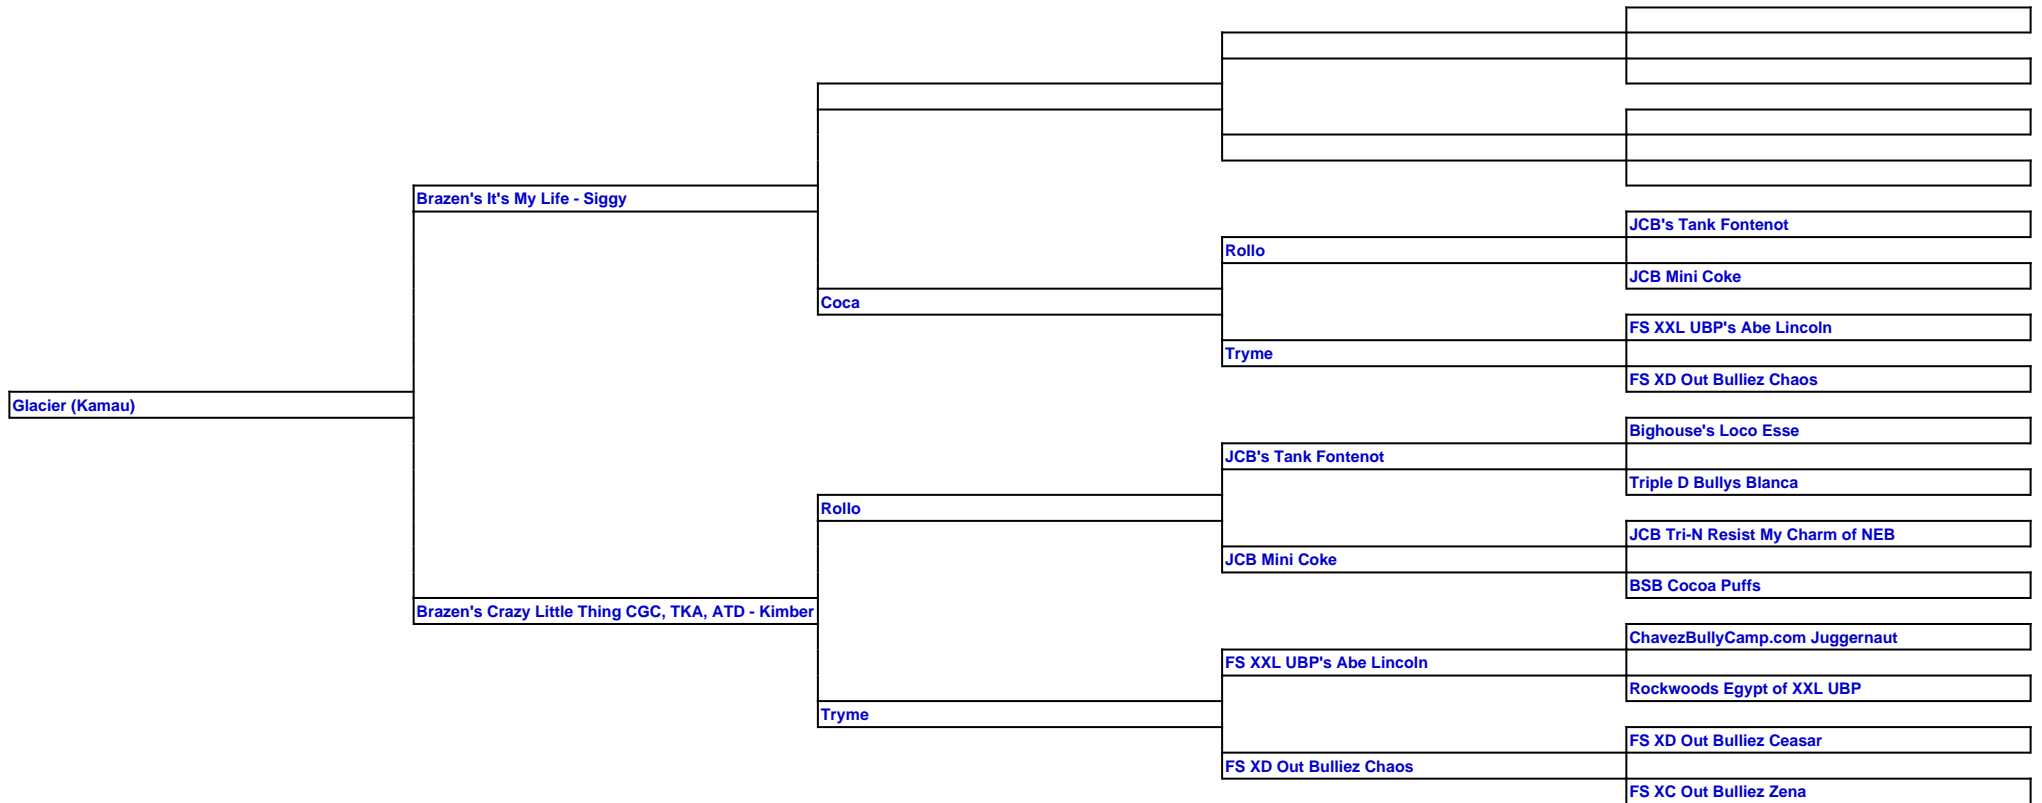 Brazen's It's My Life - Siggy
JCB's Tank Fontenot
Rollo
JCB Mini Coke
Coca
FS XXL UBP's Abe Lincoln
Tryme
FS XD Out Bulliez Chaos
Glacier (Kamau)
Bighouse's Loco Esse
JCB's Tank Fontenot
Triple D Bullys Blanca
Rollo
JCB Tri-N Resist My Charm of NEB
JCB Mini Coke
BSB Cocoa Puffs
Brazen's Crazy Little Thing CGC, TKA, ATD - Kimber
ChavezBullyCamp.com Juggernaut
FS XXL UBP's Abe Lincoln
Rockwoods Egypt of XXL UBP
Tryme
FS XD Out Bulliez Ceasar
FS XD Out Bulliez Chaos
FS XC Out Bulliez Zena